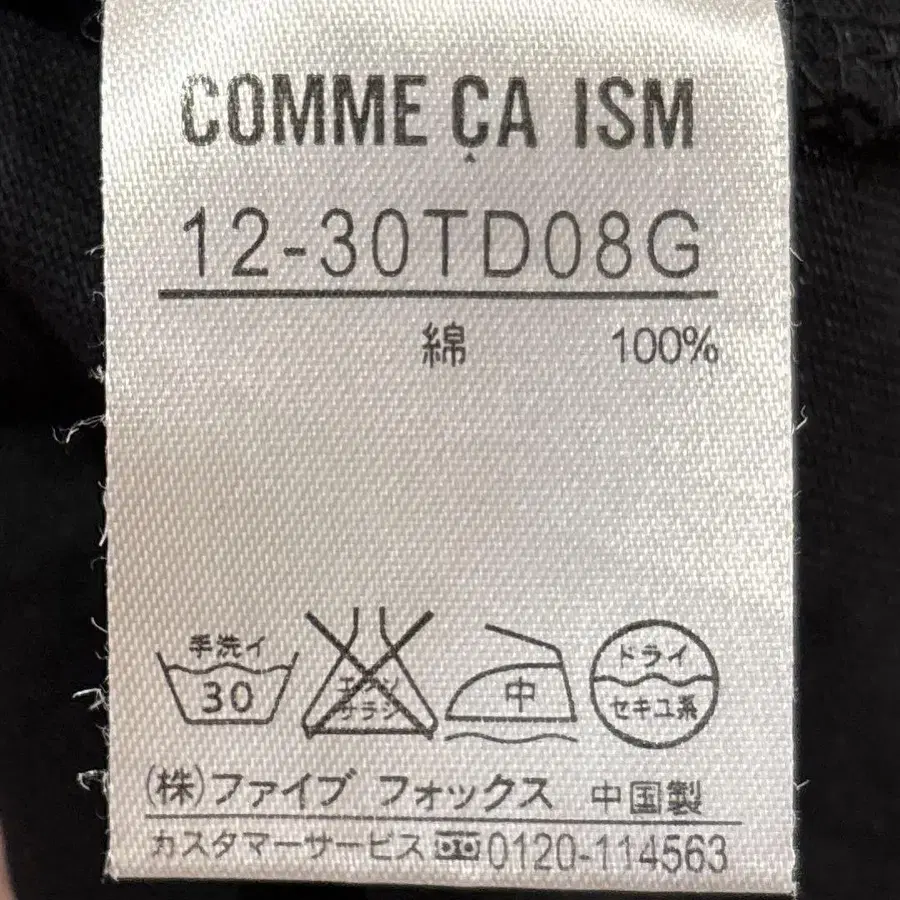 COMME ÇA ISM
12-30TD08G
綿 100%
手洗イ
30
エンソ
サラシ
中
ドライ
セキユ系
(株)ファイブ フォックス 中国製
カスタマーサービス 0120-114563